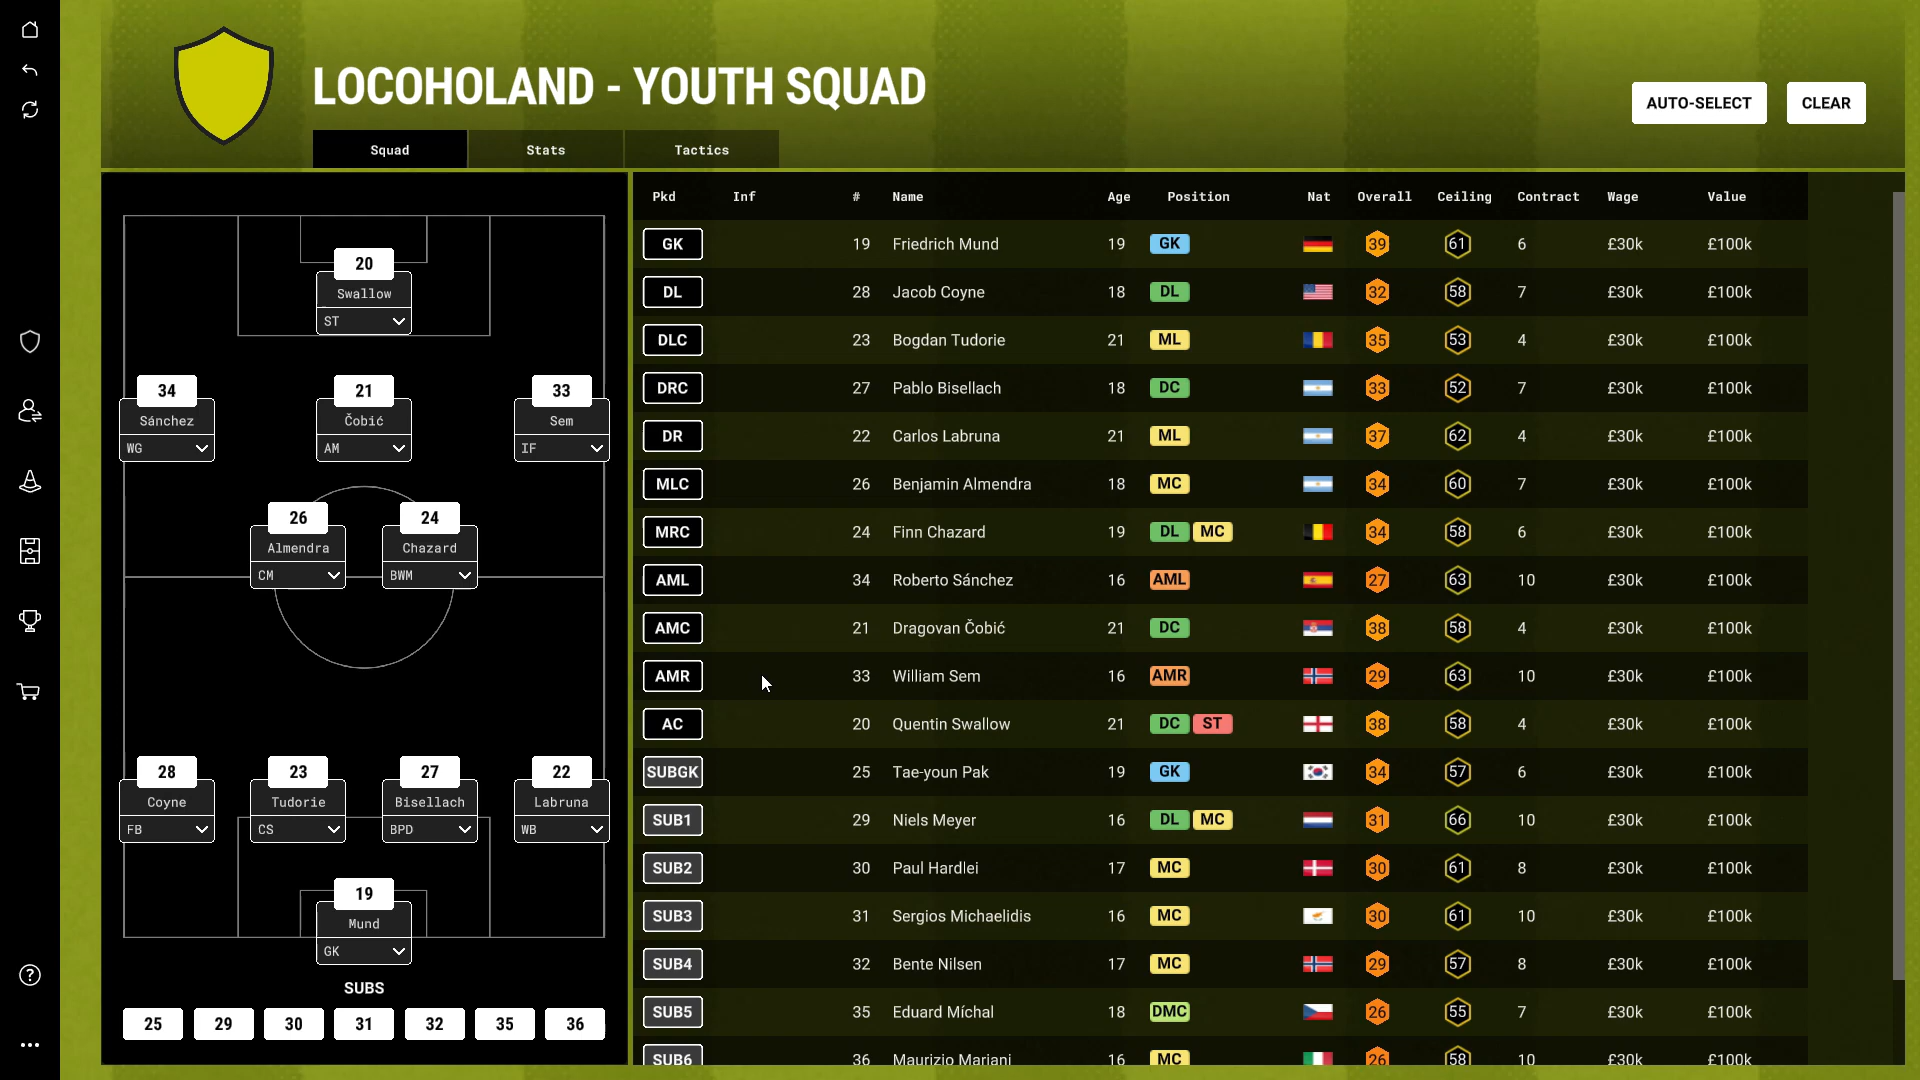 LOCOHOLAND - YOUTH SQUAD
AUTO-SELECT CLEAR
Squad Stats Tactics
20
Swallow
ST
34 21 33
Sánchez Čobić Sem
WG AM IF
26 24
Almendra Chazard
CM BWM
28 23 27 22
Coyne Tudorie Bisellach Labruna
FB CS BPD WB
19
Mund
GK
SUBS
25 29 30 31 32 35 36
Pkd Inf # Name Age Position Nat Overall Ceiling Contract Wage Value
GK 19 Friedrich Mund 19 GK 39 61 6 £30k £100k
DL 28 Jacob Coyne 18 DL 32 58 7 £30k £100k
DLC 23 Bogdan Tudorie 21 ML 35 53 4 £30k £100k
DRC 27 Pablo Bisellach 18 DC 33 52 7 £30k £100k
DR 22 Carlos Labruna 21 ML 37 62 4 £30k £100k
MLC 26 Benjamin Almendra 18 MC 34 60 7 £30k £100k
MRC 24 Finn Chazard 19 DL MC 34 58 6 £30k £100k
AML 34 Roberto Sánchez 16 AML 27 63 10 £30k £100k
AMC 21 Dragovan Čobić 21 DC 38 58 4 £30k £100k
AMR 33 William Sem 16 AMR 29 63 10 £30k £100k
AC 20 Quentin Swallow 21 DC ST 38 58 4 £30k £100k
SUBGK 25 Tae-youn Pak 19 GK 34 57 6 £30k £100k
SUB1 29 Niels Meyer 16 DL MC 31 66 10 £30k £100k
SUB2 30 Paul Hardlei 17 MC 30 61 8 £30k £100k
SUB3 31 Sergios Michaelidis 16 MC 30 61 10 £30k £100k
SUB4 32 Bente Nilsen 17 MC 29 57 8 £30k £100k
SUB5 35 Eduard Míchal 18 DMC 26 55 7 £30k £100k
SUB6 36 Maurizio Mariani 16 MC 26 58 10 £30k £100k